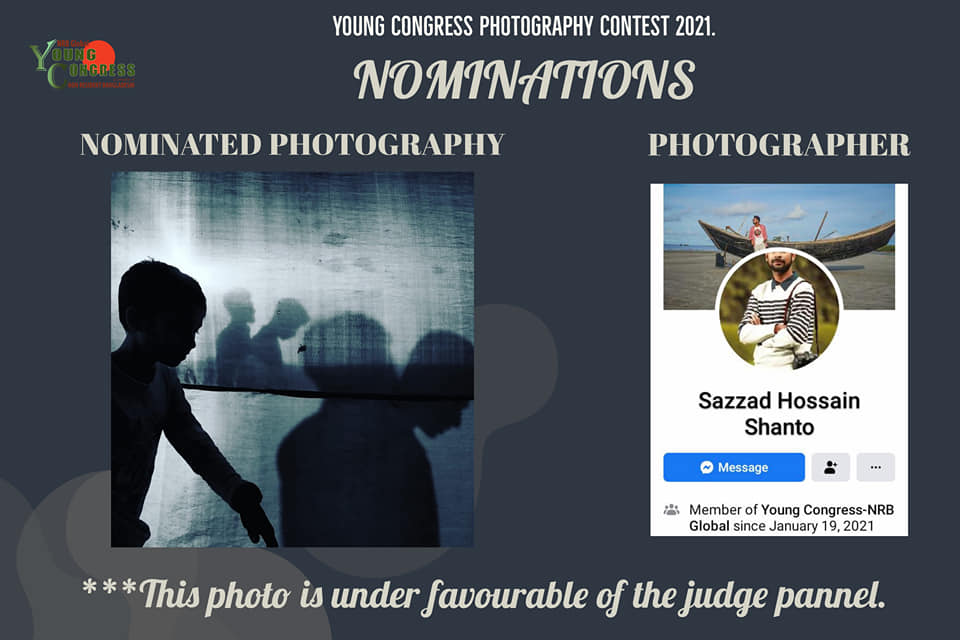 YOUNG CONGRESS PHOTOGRAPHY CONTEST 2021.
NOMINATIONS
YOUNG
CONGRESS
NOMINATED PHOTOGRAPHY
PHOTOGRAPHER
Sazzad Hossain
Shanto
Message
Member of Young Congress-NRB
Global since January 19, 2021
***This photo is under favourable of the judge pannel.